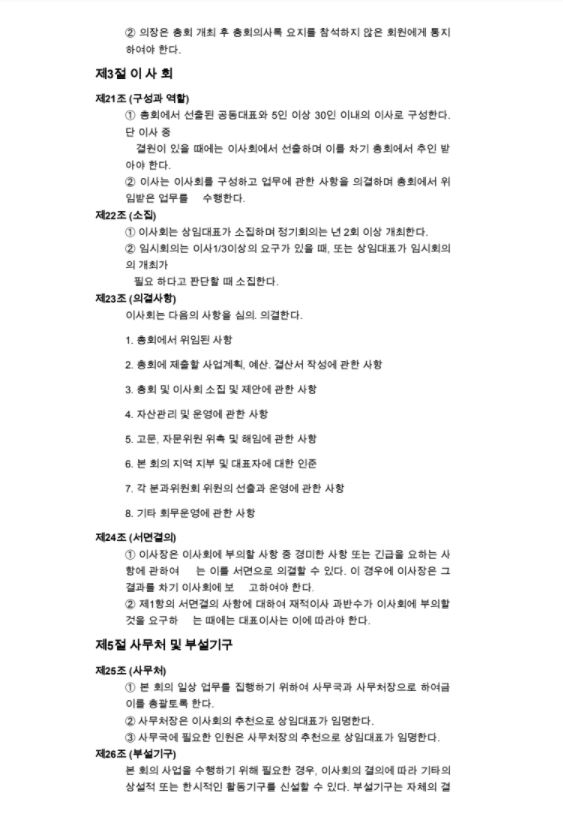 ② 의장은 총회 개최 후 총회의사록 요지를 참석하지 않은 회원에게 통지
하여야 한다.
제3절 이 사 회
제21조 (구성과 역할)
① 총회에서 선출된 공동대표와 5인 이상 30인 이내의 이사로 구성한다.
단 이사 중
결원이 있을 때에는 이사회에서 선출하며 이를 차기 총회에서 추인 받
아야 한다.
② 이사는 이사회를 구성하고 업무에 관한 사항을 의결하며 총회에서 위
임받은 업무를 수행한다.
제22조 (소집)
① 이사회는 상임대표가 소집하며 정기회의는 년 2회 이상 개최한다.
② 임시회의는 이사1/3이상의 요구가 있을 때, 또는 상임대표가 임시회의
의 개최가
필요 하다고 판단할 때 소집한다.
제23조 (의결사항)
이사회는 다음의 사항을 심의. 의결한다.
1. 총회에서 위임된 사항
2. 총회에 제출할 사업계획, 예산. 결산서 작성에 관한 사항
3. 총회 및 이사회 소집 및 제안에 관한 사항
4. 자산관리 및 운영에 관한 사항
5. 고문, 자문위원 위촉 및 해임에 관한 사항
6. 본 회의 지역 지부 및 대표자에 대한 인준
7. 각 분과위원회 위원의 선출과 운영에 관한 사항
8. 기타 회무운영에 관한 사항
제24조 (서면결의)
① 이사장은 이사회에 부의할 사항 중 경미한 사항 또는 긴급을 요하는 사
항에 관하여 는 이를 서면으로 의결할 수 있다. 이 경우에 이사장은 그
결과를 차기 이사회에 보 고하여야 한다.
② 제1항의 서면결의 사항에 대하여 재적이사 과반수가 이사회에 부의할
것을 요구하 는 때에는 대표이사는 이에 따라야 한다.
제5절 사무처 및 부설기구
제25조 (사무처)
① 본 회의 일상 업무를 집행하기 위하여 사무국과 사무처장으로 하여금
이를 총괄토록 한다.
② 사무처장은 이사회의 추천으로 상임대표가 임명한다.
③ 사무국에 필요한 인원은 사무처장의 추천으로 상임대표가 임명한다.
제26조 (부설기구)
본 회의 사업을 수행하기 위해 필요한 경우, 이사회의 결의에 따라 기타의
상설적 또는 한시적인 활동기구를 신설할 수 있다. 부설기구는 자체의 결